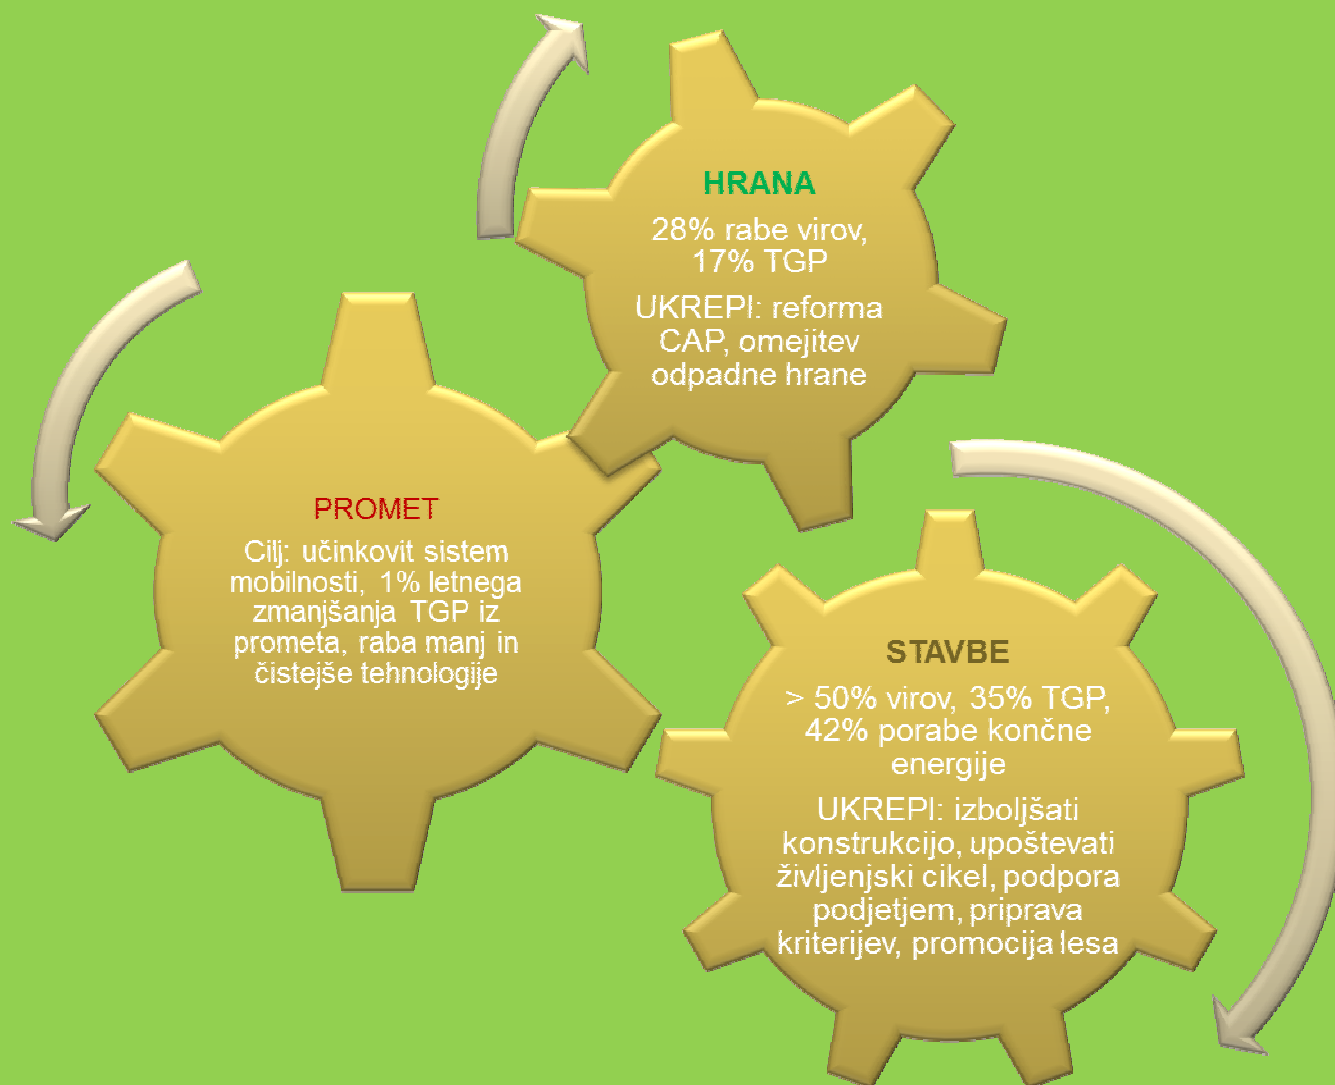 HRANA
28% rabe virov,
17% TGP
UKREPI: reforma
CAP, omejitev
odpadne hrane
PROMET
Cilj: učinkovit sistem
mobilnosti, 1% letnega
zmanjšanja TGP iz
prometa, raba manj in
čistejše tehnologije
STAVBE
> 50% virov, 35% TGP,
42% porabe končne
energije
UKREPI: izboljšati
konstrukcijo, upoštevati
življenjski cikel, podpora
podjetjem, priprava
kriterijev, promocija lesa